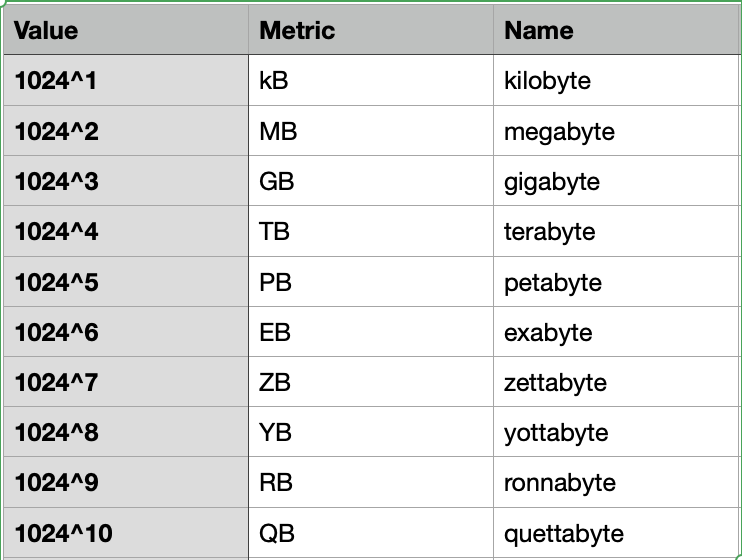 Value Metric Name
1024^1 kB kilobyte
1024^2 MB megabyte
1024^3 GB gigabyte
1024^4 TB terabyte
1024^5 PB petabyte
1024^6 EB exabyte
1024^7 ZB zettabyte
1024^8 YB yottabyte
1024^9 RB ronnabyte
1024^10 QB quettabyte